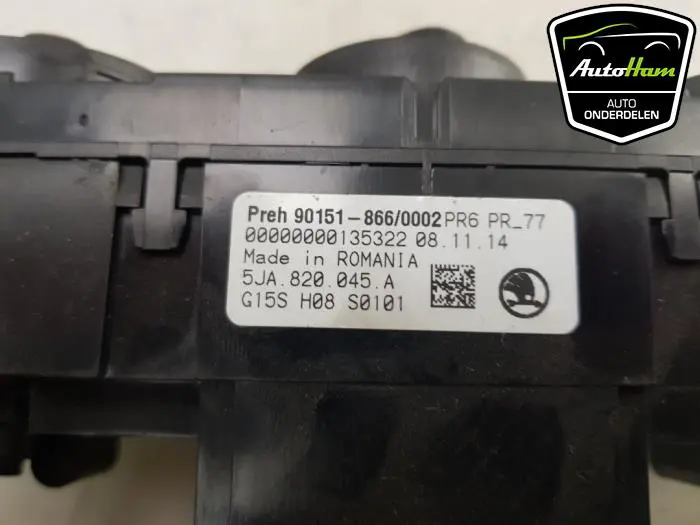 AutoHam
AUTO
ONDERDELEN
Preh 90151-866/0002 PR6 PR_77
00000000135322 08.11.14
Made in ROMANIA
5JA.820.045.A
G15S H08 S0101